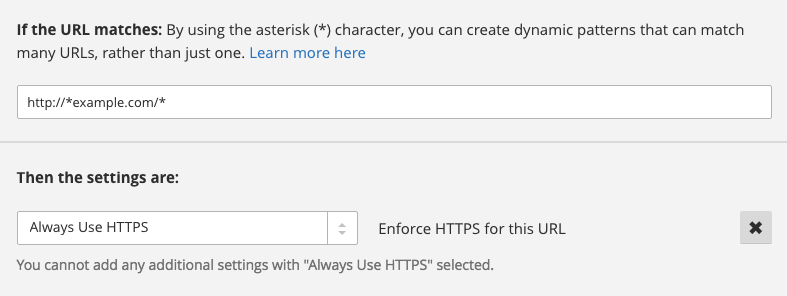 If the URL matches: By using the asterisk (*) character, you can create dynamic patterns that can match
many URLs, rather than just one. Learn more here
http://*example.com/*
Then the settings are:
Always Use HTTPS
Enforce HTTPS for this URL
You cannot add any additional settings with "Always Use HTTPS" selected.